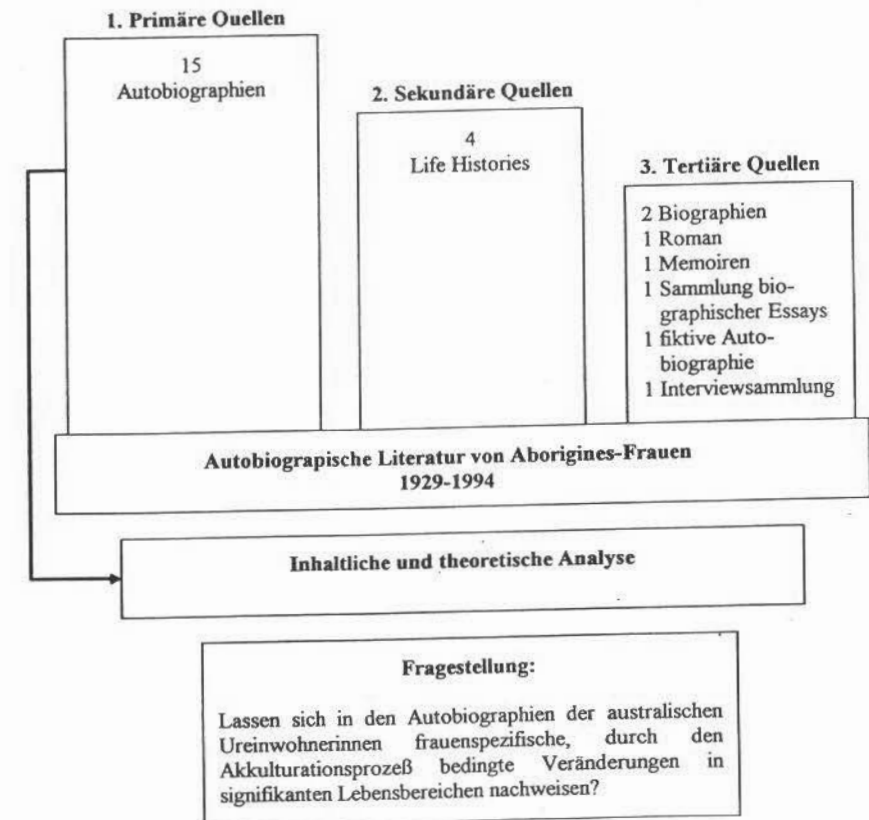 1. Primäre Quellen
15
Autobiographien
2. Sekundäre Quellen
4
Life Histories
3. Tertiäre Quellen
2 Biographien
1 Roman
1 Memoiren
1 Sammlung bio-
graphischer Essays
1 fiktive Auto-
biographie
1 Interviewsammlung
Autobiograpische Literatur von Aborigines-Frauen
1929-1994
Inhaltliche und theoretische Analyse
Fragestellung:
Lassen sich in den Autobiographien der australischen
Ureinwohnerinnen frauenspezifische, durch den
Akkulturationsprozeß bedingte Veränderungen in
signifikanten Lebensbereichen nachweisen?